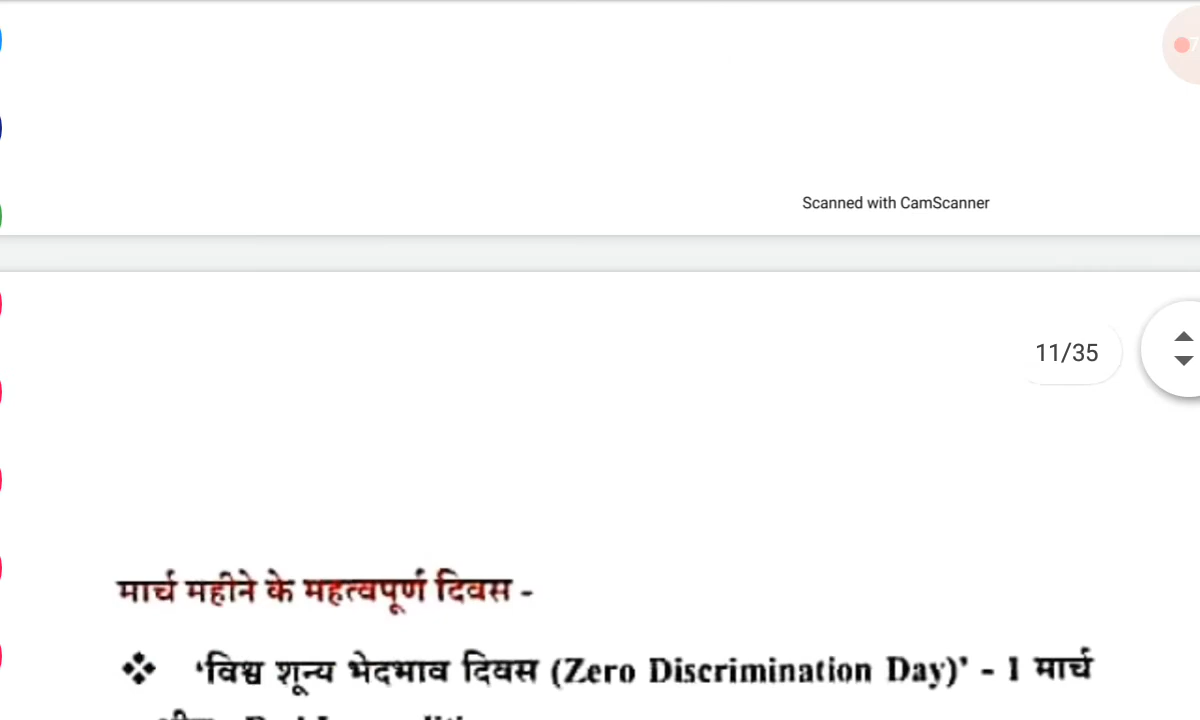 Scanned with CamScanner
11/35
मार्च महीने के महत्वपूर्ण दिवस -
❖ 'विश्व शून्य भेदभाव दिवस (Zero Discrimination Day)' - 1 मार्च